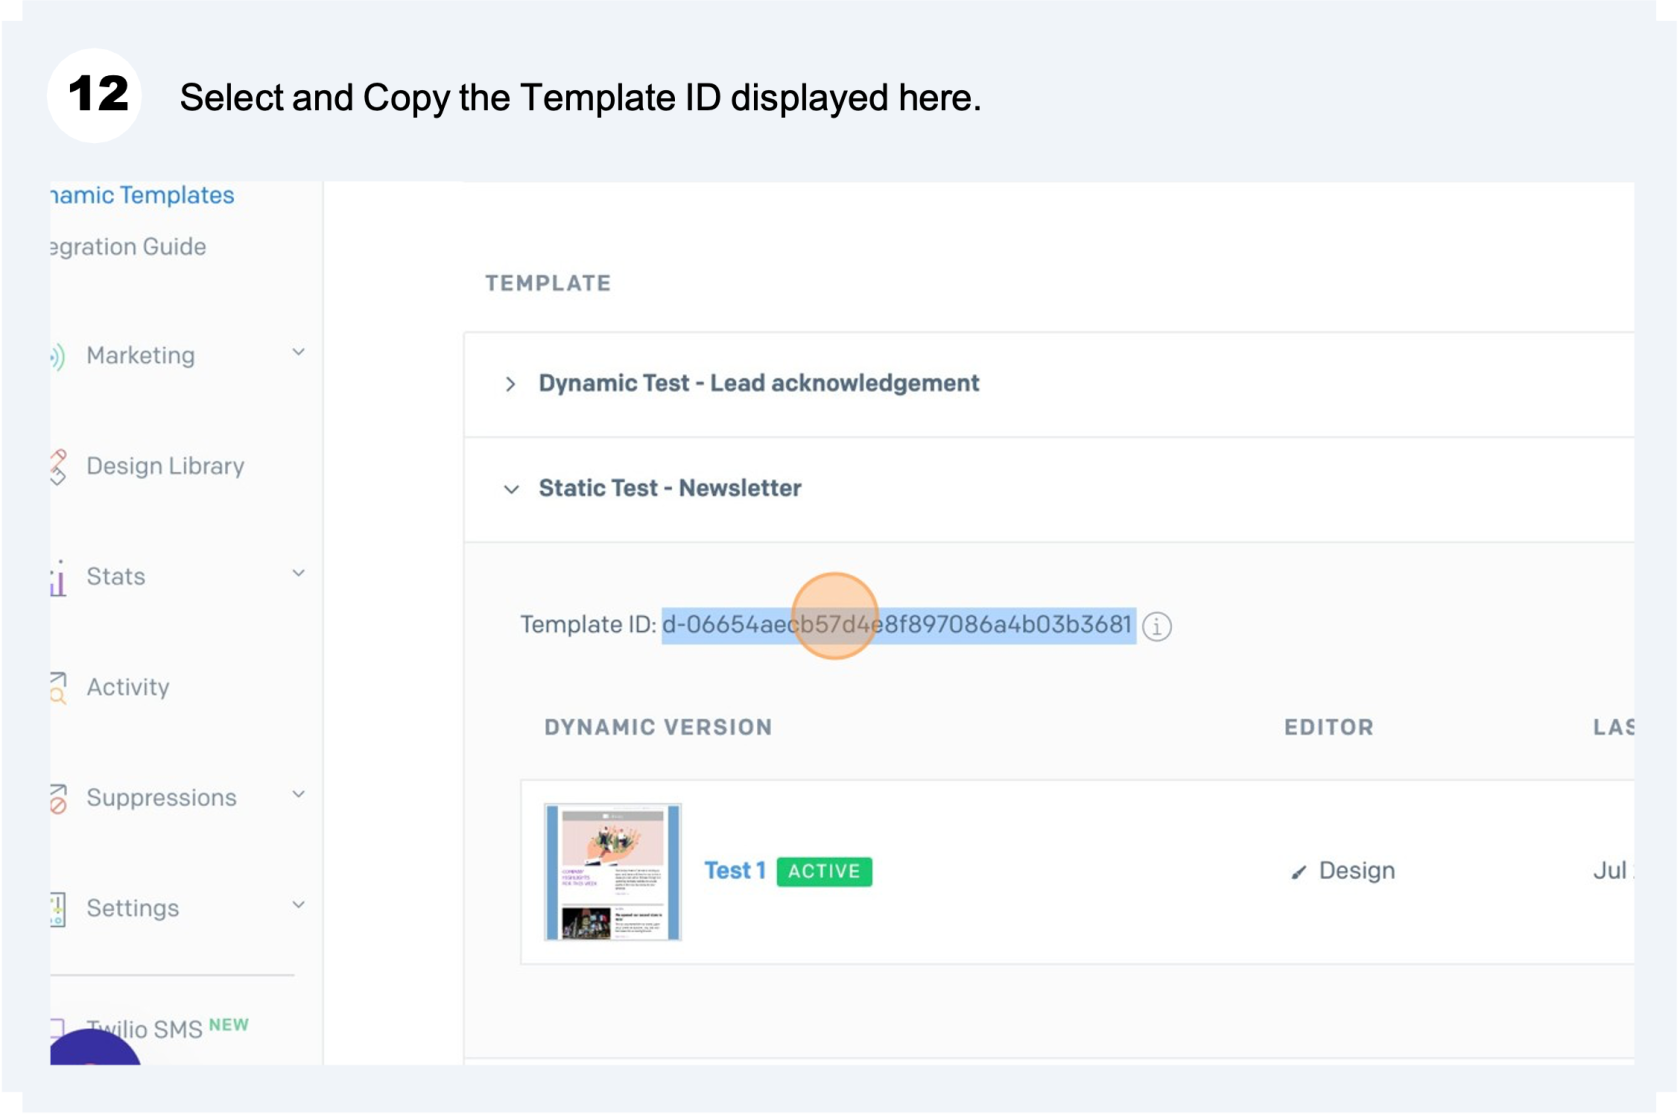 12
Select and Copy the Template ID displayed here.
namic Templates
egration Guide
Marketing
Design Library
Stats
Activity
Suppressions
Settings
Twilio SMS NEW
TEMPLATE
Dynamic Test - Lead acknowledgement
Static Test - Newsletter
Template ID: d-06654aecb57d4e8f897086a4b03b3681
DYNAMIC VERSION EDITOR LAS
Test 1 ACTIVE Design Jul